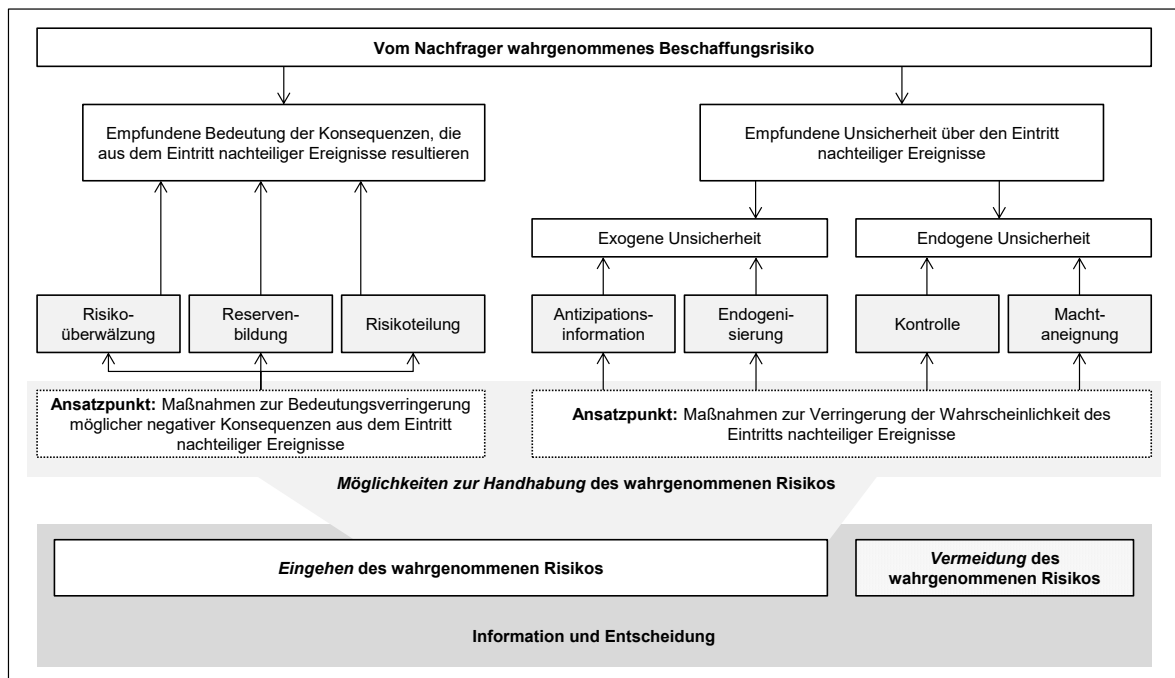 Vom Nachfrager wahrgenommenes Beschaffungsrisiko
Empfundene Bedeutung der Konsequenzen, die
aus dem Eintritt nachteiliger Ereignisse resultieren
Empfundene Unsicherheit über den Eintritt
nachteiliger Ereignisse
Exogene Unsicherheit
Endogene Unsicherheit
Risiko-
überwälzung
Reserven-
bildung
Risikoteilung
Antizipations-
information
Endogeni-
sierung
Kontrolle
Macht-
aneignung
Ansatzpunkt: Maßnahmen zur Bedeutungsverringerung
möglicher negativer Konsequenzen aus dem Eintritt
nachteiliger Ereignisse
Ansatzpunkt: Maßnahmen zur Verringerung der Wahrscheinlichkeit des
Eintritts nachteiliger Ereignisse
Möglichkeiten zur Handhabung des wahrgenommenen Risikos
Eingehen des wahrgenommenen Risikos
Vermeidung des
wahrgenommenen Risikos
Information und Entscheidung